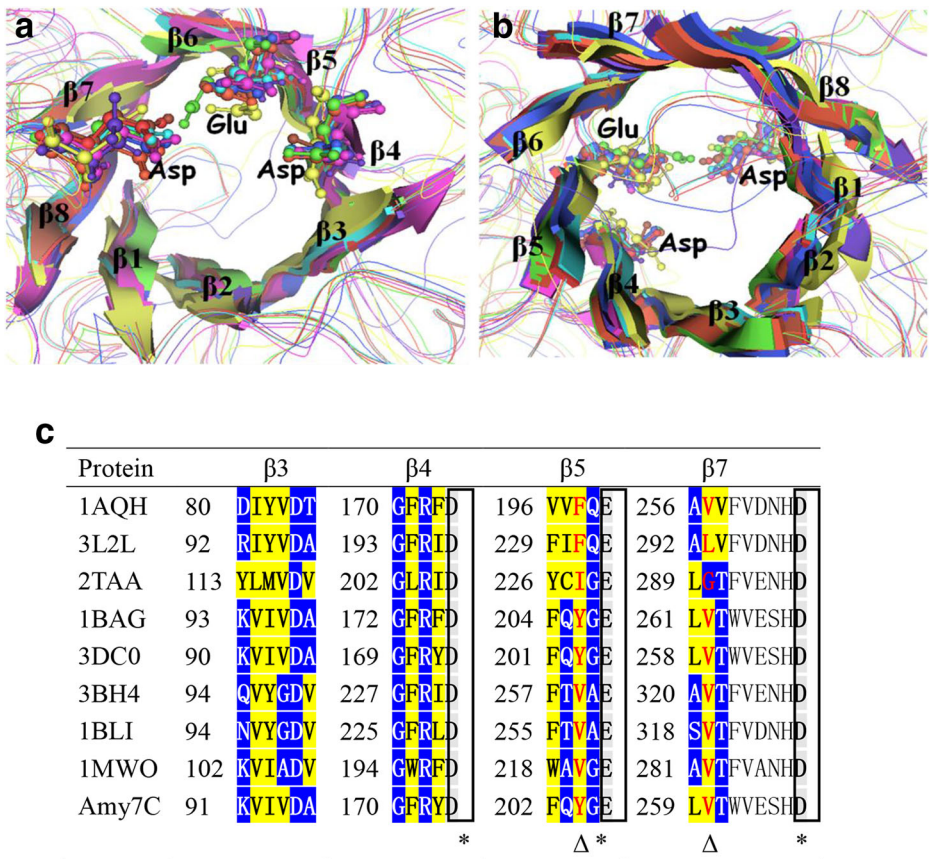 a
β6
β5
β7
Glu
Asp
Asp
β4
β8
β3
β1
β2
b
β7
β8
Glu
β6
Asp
β1
β5
Asp
β2
β4
β3
c
Protein β3 β4 β5 β7
1AQH 80 DIYVDT 170 GFRFD 196 VVFQE 256 AVVFVDNHD
3L2L 92 RIYVDA 193 GFRID 229 FIFQE 292 ALVFVDNHD
2TAA 113 YLMVDV 202 GLRID 226 YCIGE 289 LGTFVENHD
1BAG 93 KVIVDA 172 GFRFD 204 FQYGE 261 LVTWVESHD
3DC0 90 KVIVDA 169 GFRYD 201 FQYGE 258 LVTWVESHD
3BH4 94 QVYGDV 227 GFRID 257 FTVAE 320 AVTFVENHD
1BLI 94 NVYGDV 225 GFRLD 255 FTVAE 318 SVTFVDNHD
1MWO 102 KVIADV 194 GWRFD 218 WAVGE 281 AVTFVANHD
Amy7C 91 KVIVDA 170 GFRYD 202 FQYGE 259 LVTWVESHD
* Δ * Δ *